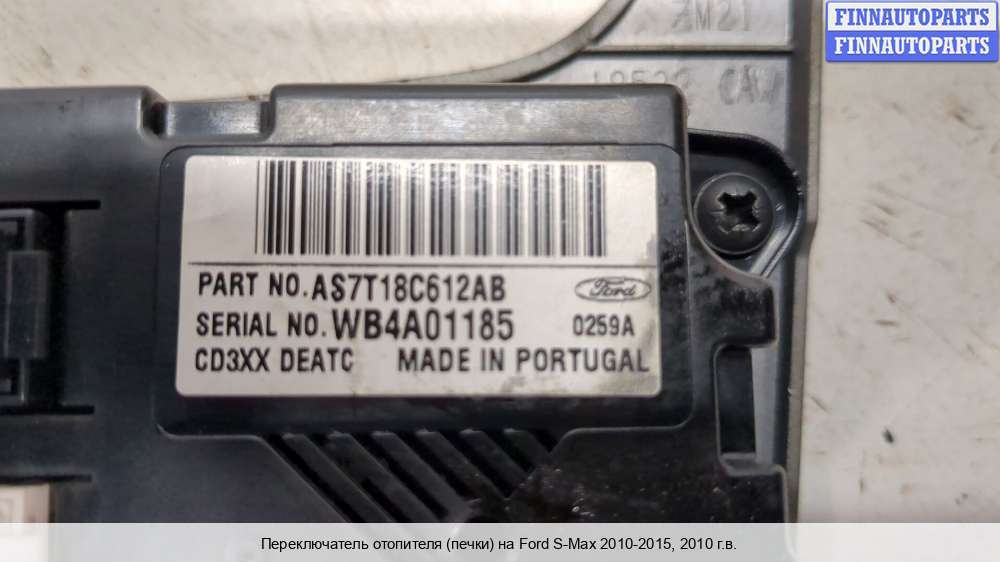 FINNAUTOPARTS
FINNAUTOPARTS
ZM21
PART NO. AS7T18C612AB
Ford
SERIAL NO. WB4A01185 0259A
CD3XX DEATC MADE IN PORTUGAL
Переключатель отопителя (печки) на Ford S-Max 2010-2015, 2010 г.в.